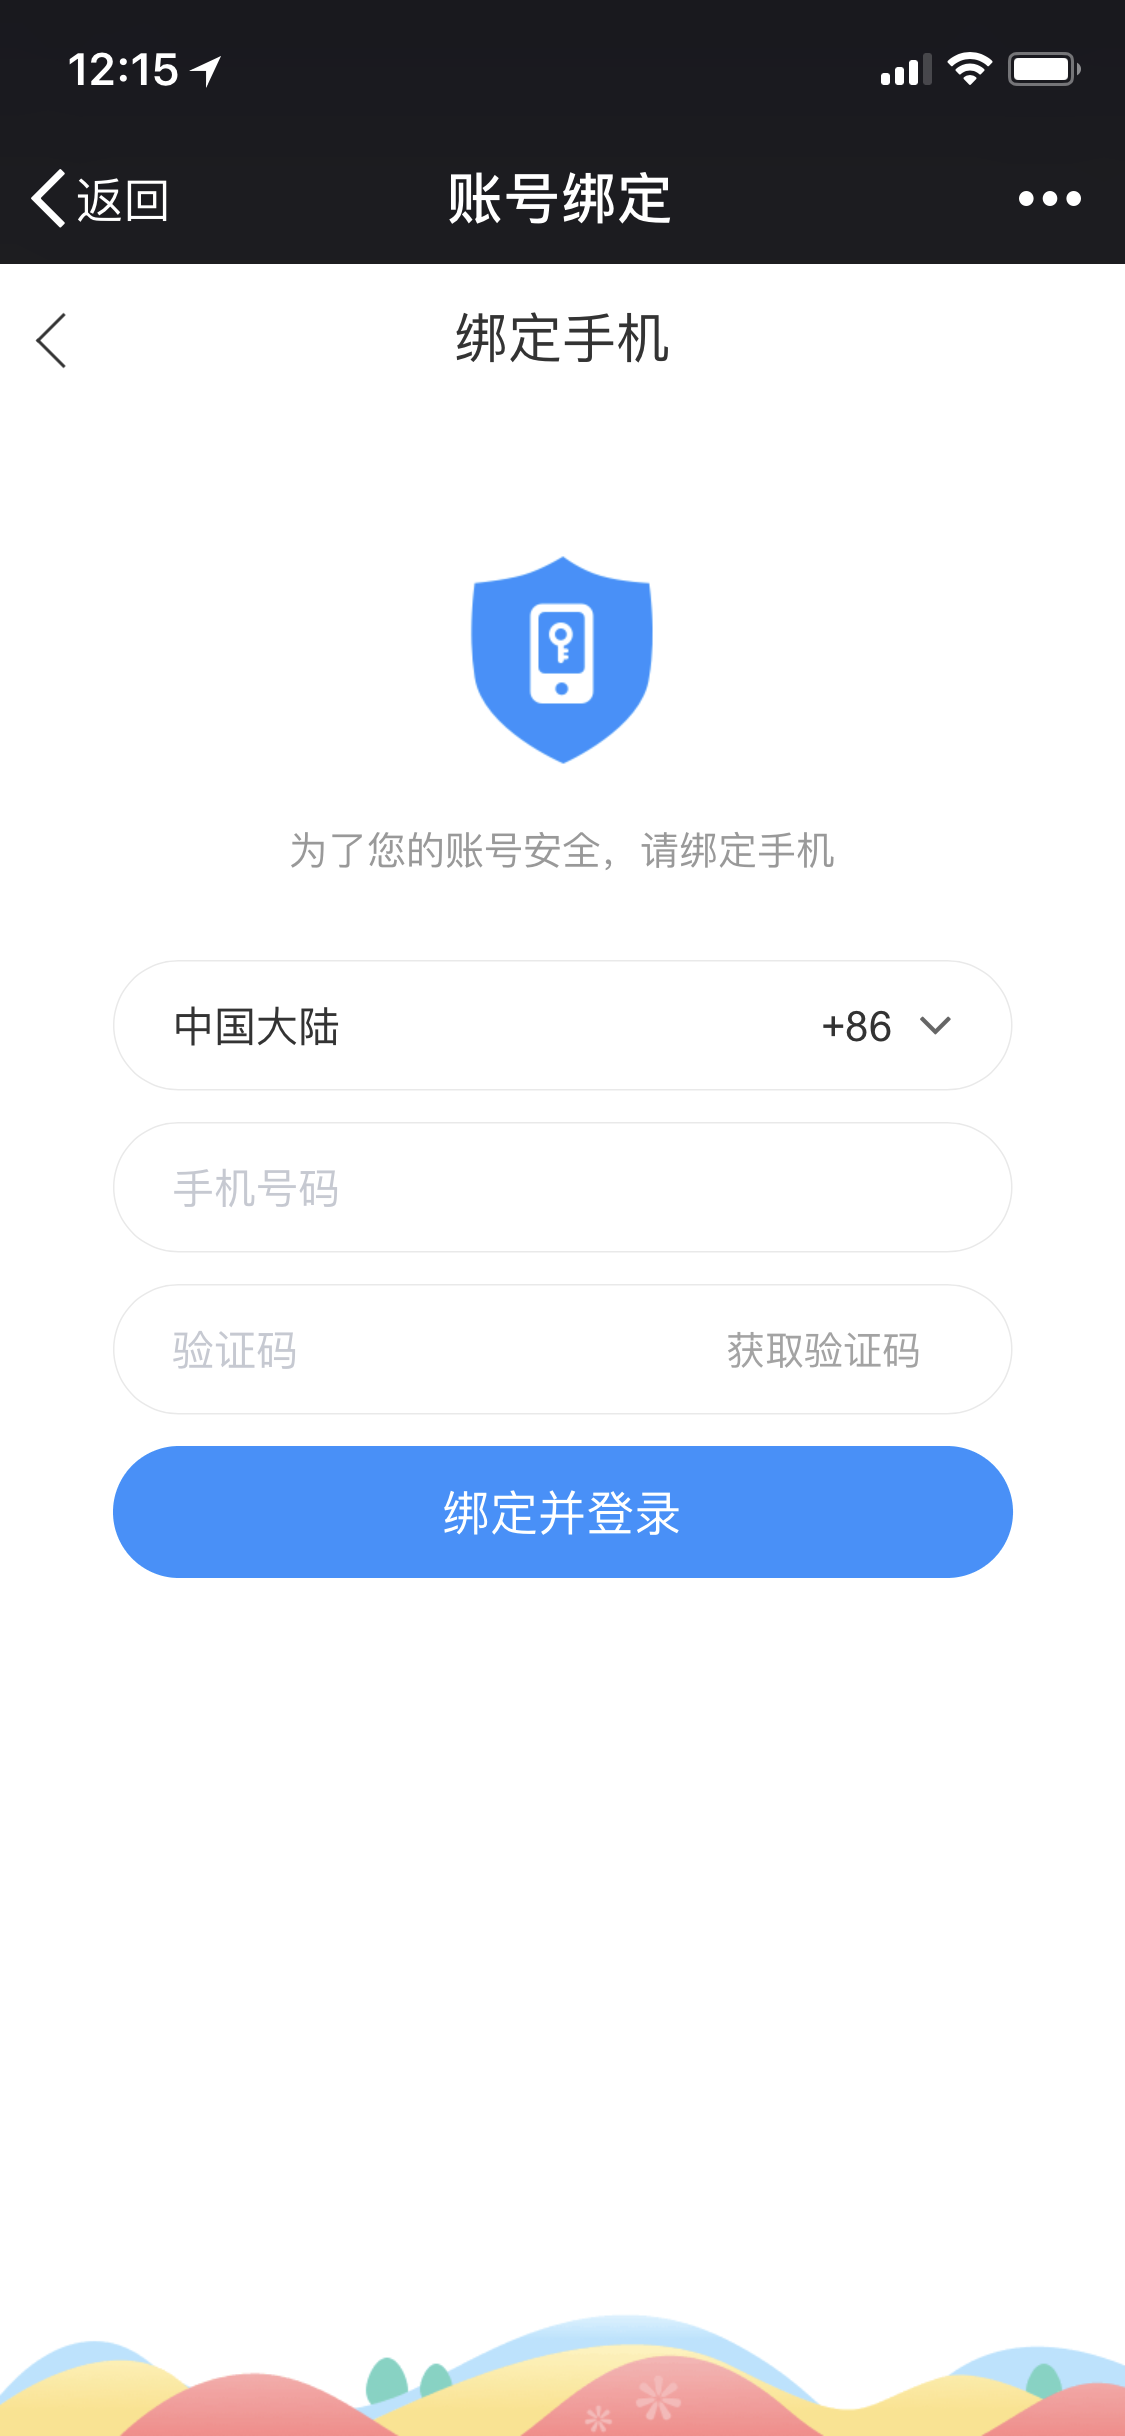 12:15
返回
账号绑定
绑定手机
为了您的账号安全，请绑定手机
中国大陆 +86
手机号码
验证码 获取验证码
绑定并登录